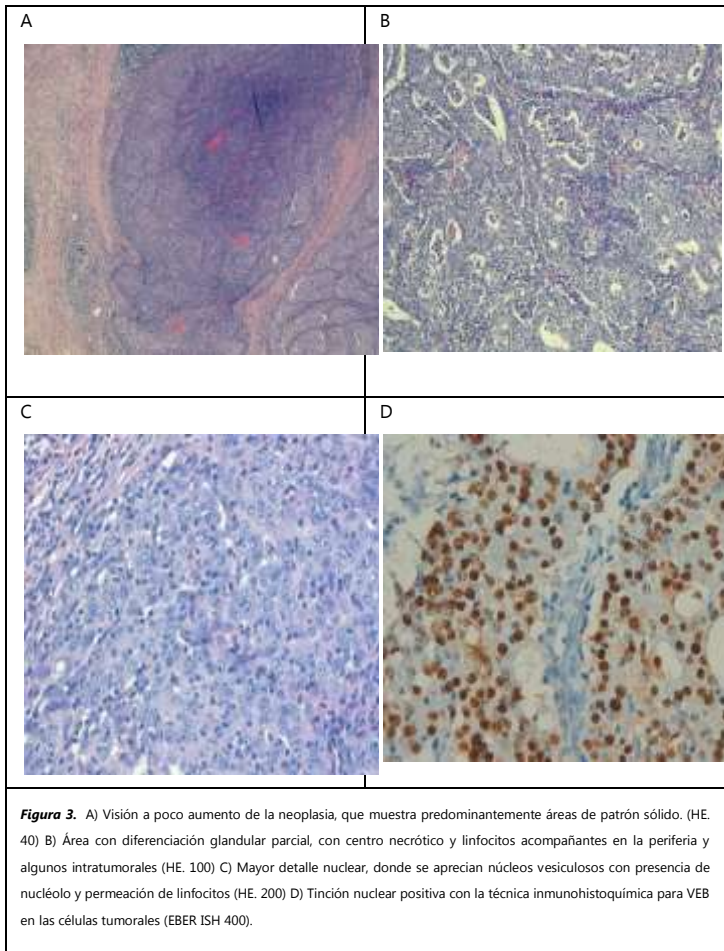 A
B
C
D
Figura 3. A) Visión a poco aumento de la neoplasia, que muestra predominantemente áreas de patrón sólido. (HE.
40) B) Área con diferenciación glandular parcial, con centro necrótico y linfocitos acompañantes en la periferia y
algunos intratumorales (HE. 100) C) Mayor detalle nuclear, donde se aprecian núcleos vesiculosos con presencia de
nucléolo y permeación de linfocitos (HE. 200) D) Tinción nuclear positiva con la técnica inmunohistoquímica para VEB
en las células tumorales (EBER ISH 400).